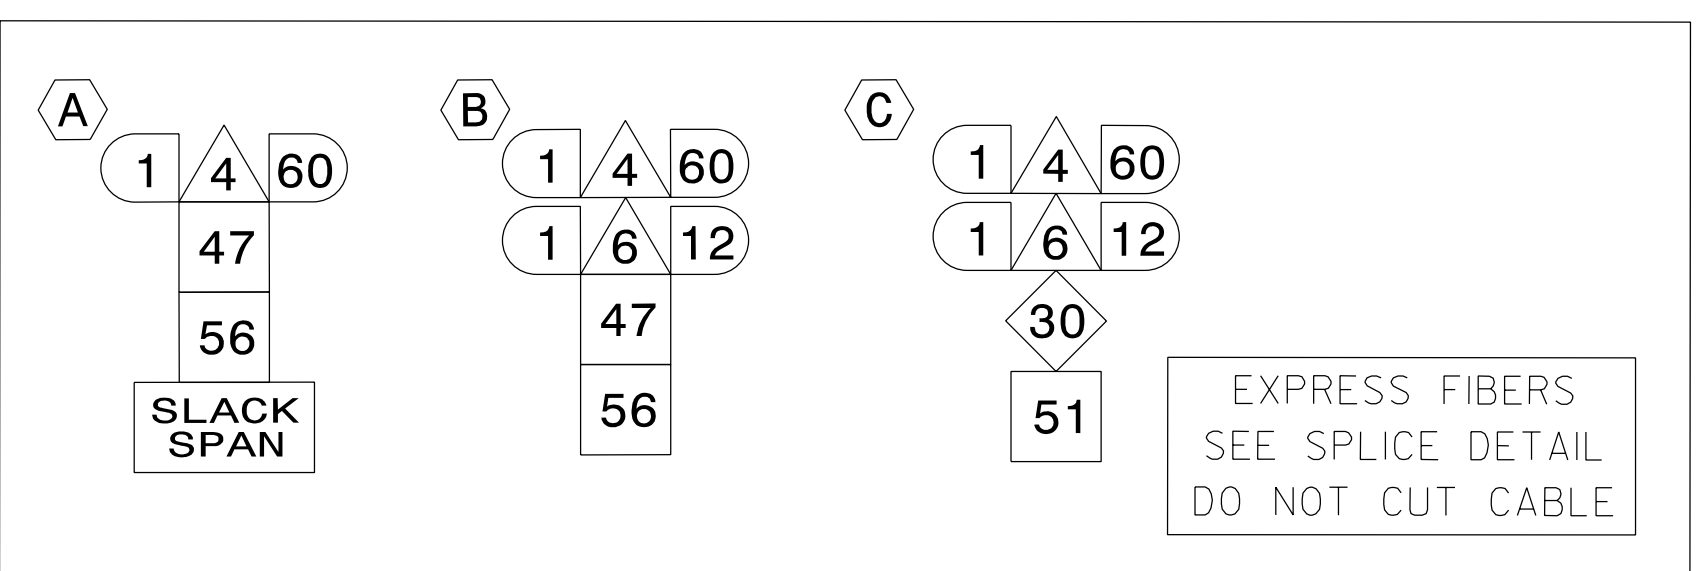 A
1 4 60
47
56
SLACK
SPAN
B
1 4 60
1 6 12
47
56
C
1 4 60
1 6 12
30
51
EXPRESS FIBERS
SEE SPLICE DETAIL
DO NOT CUT CABLE